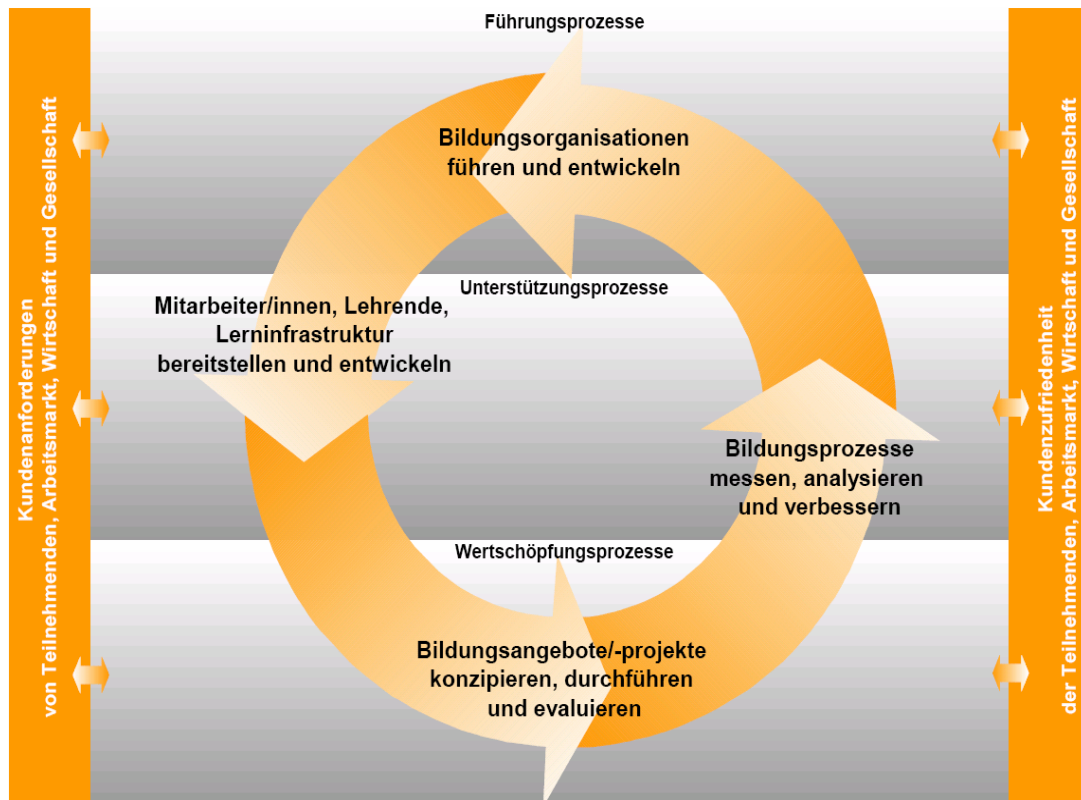 Führungsprozesse
Bildungsorganisationen
führen und entwickeln
Kundenanforderungen
von Teilnehmenden, Arbeitsmarkt, Wirtschaft und Gesellschaft
Unterstützungsprozesse
Mitarbeiter/innen, Lehrende,
Lerninfrastruktur
bereitstellen und entwickeln
Bildungsprozesse
messen, analysieren
und verbessern
Wertschöpfungsprozesse
Bildungsangebote/-projekte
konzipieren, durchführen
und evaluieren
Kundenzufriedenheit
der Teilnehmenden, Arbeitsmarkt, Wirtschaft und Gesellschaft